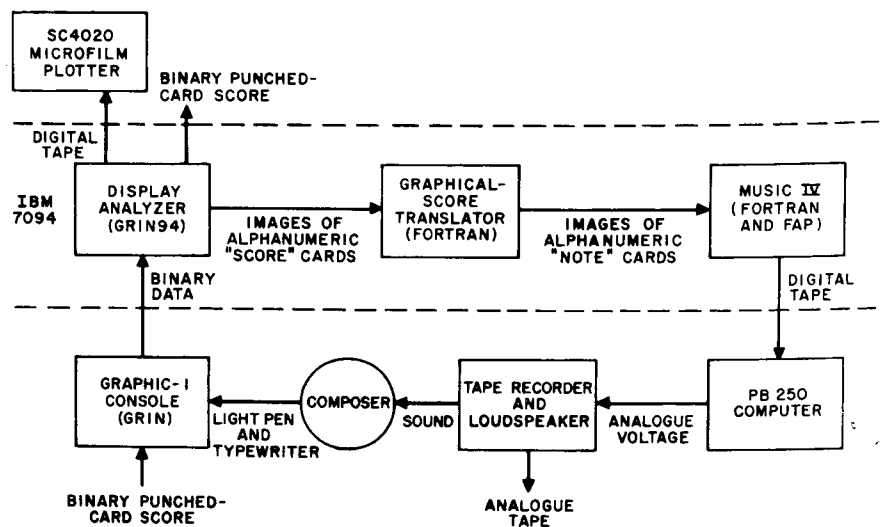 SC4020
MICROFILM
PLOTTER
BINARY PUNCHED-
CARD SCORE
DIGITAL
TAPE
IBM
7094
DISPLAY
ANALYZER
(GRIN94)
IMAGES OF
ALPHANUMERIC
"SCORE" CARDS
GRAPHICAL-
SCORE
TRANSLATOR
(FORTRAN)
IMAGES OF
ALPHANUMERIC
"NOTE" CARDS
MUSIC IV
(FORTRAN
AND FAP)
BINARY
DATA
DIGITAL
TAPE
GRAPHIC-1
CONSOLE
(GRIN)
LIGHT PEN
AND
TYPEWRITER
COMPOSER
SOUND
TAPE RECORDER
AND
LOUDSPEAKER
ANALOGUE
VOLTAGE
PB 250
COMPUTER
BINARY PUNCHED-
CARD SCORE
ANALOGUE
TAPE